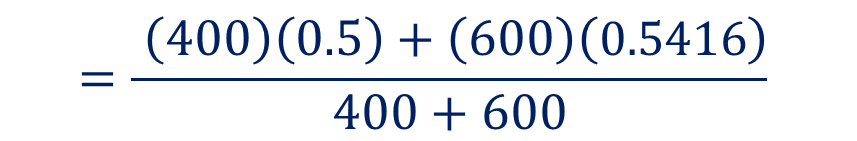 = (400)(0.5) + (600)(0.5416)
400 + 600